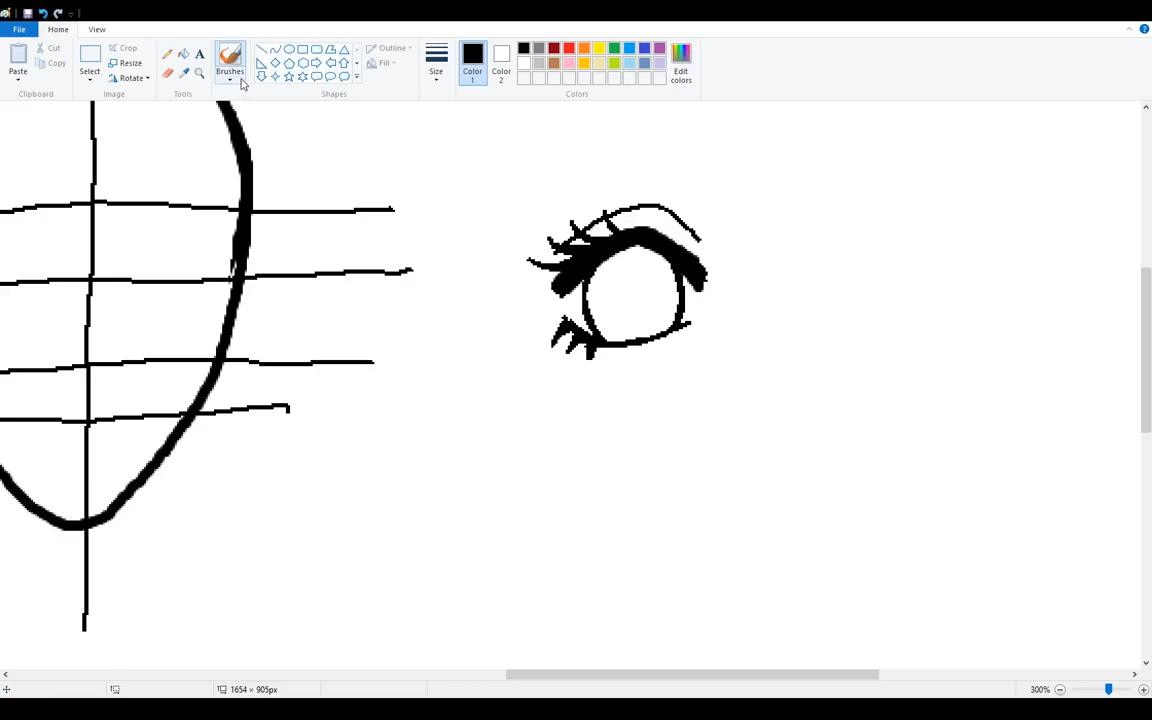 File Home View
Paste Cut Copy Select Crop Resize Rotate A Brushes Outline Fill Size Color 1 Color 2 Edit colors
Clipboard Image Tools Shapes Colors
1654 × 905px 300%